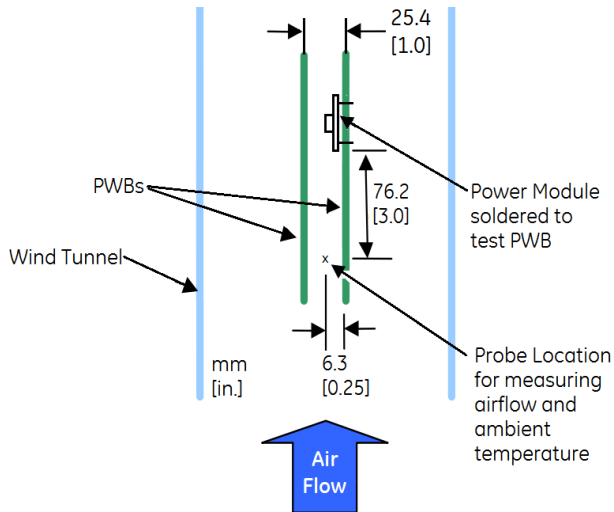 25.4
[1.0]
PWBs
76.2
[3.0]
Power Module
soldered to
test PWB
Wind Tunnel
x
mm
[in.]
6.3
[0.25]
Probe Location
for measuring
airflow and
ambient
temperature
Air
Flow